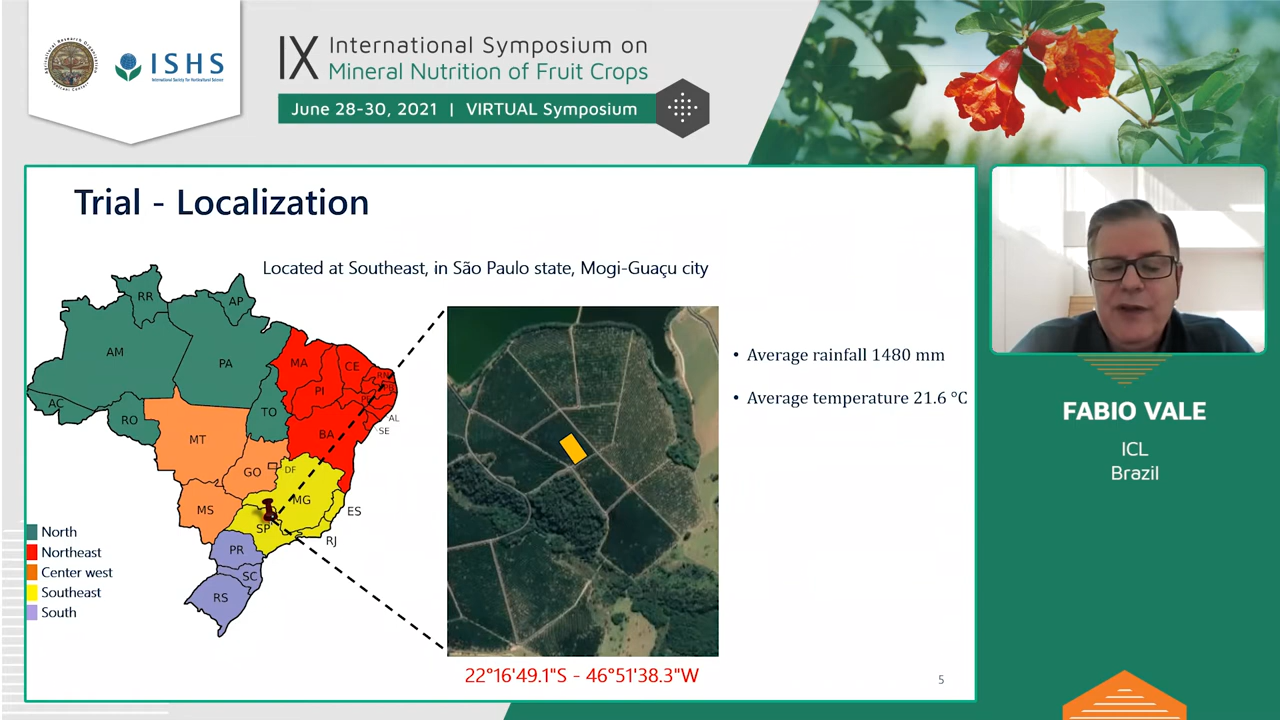 ISHS
International Society for Horticultural Science
IX International Symposium on
Mineral Nutrition of Fruit Crops
June 28-30, 2021 | VIRTUAL Symposium
Trial - Localization
Located at Southeast, in São Paulo state, Mogi-Guaçu city
RR
AP
AM
PA
MA
CE
RN
PI
AC
TO
AL
RO
SE
BA
MT
GO
DF
MG
MS
ES
SP
RJ
PR
SC
RS
North
Northeast
Center west
Southeast
South
• Average rainfall 1480 mm
• Average temperature 21.6 °C
22°16'49.1"S - 46°51'38.3"W
5
FABIO VALE
ICL
Brazil